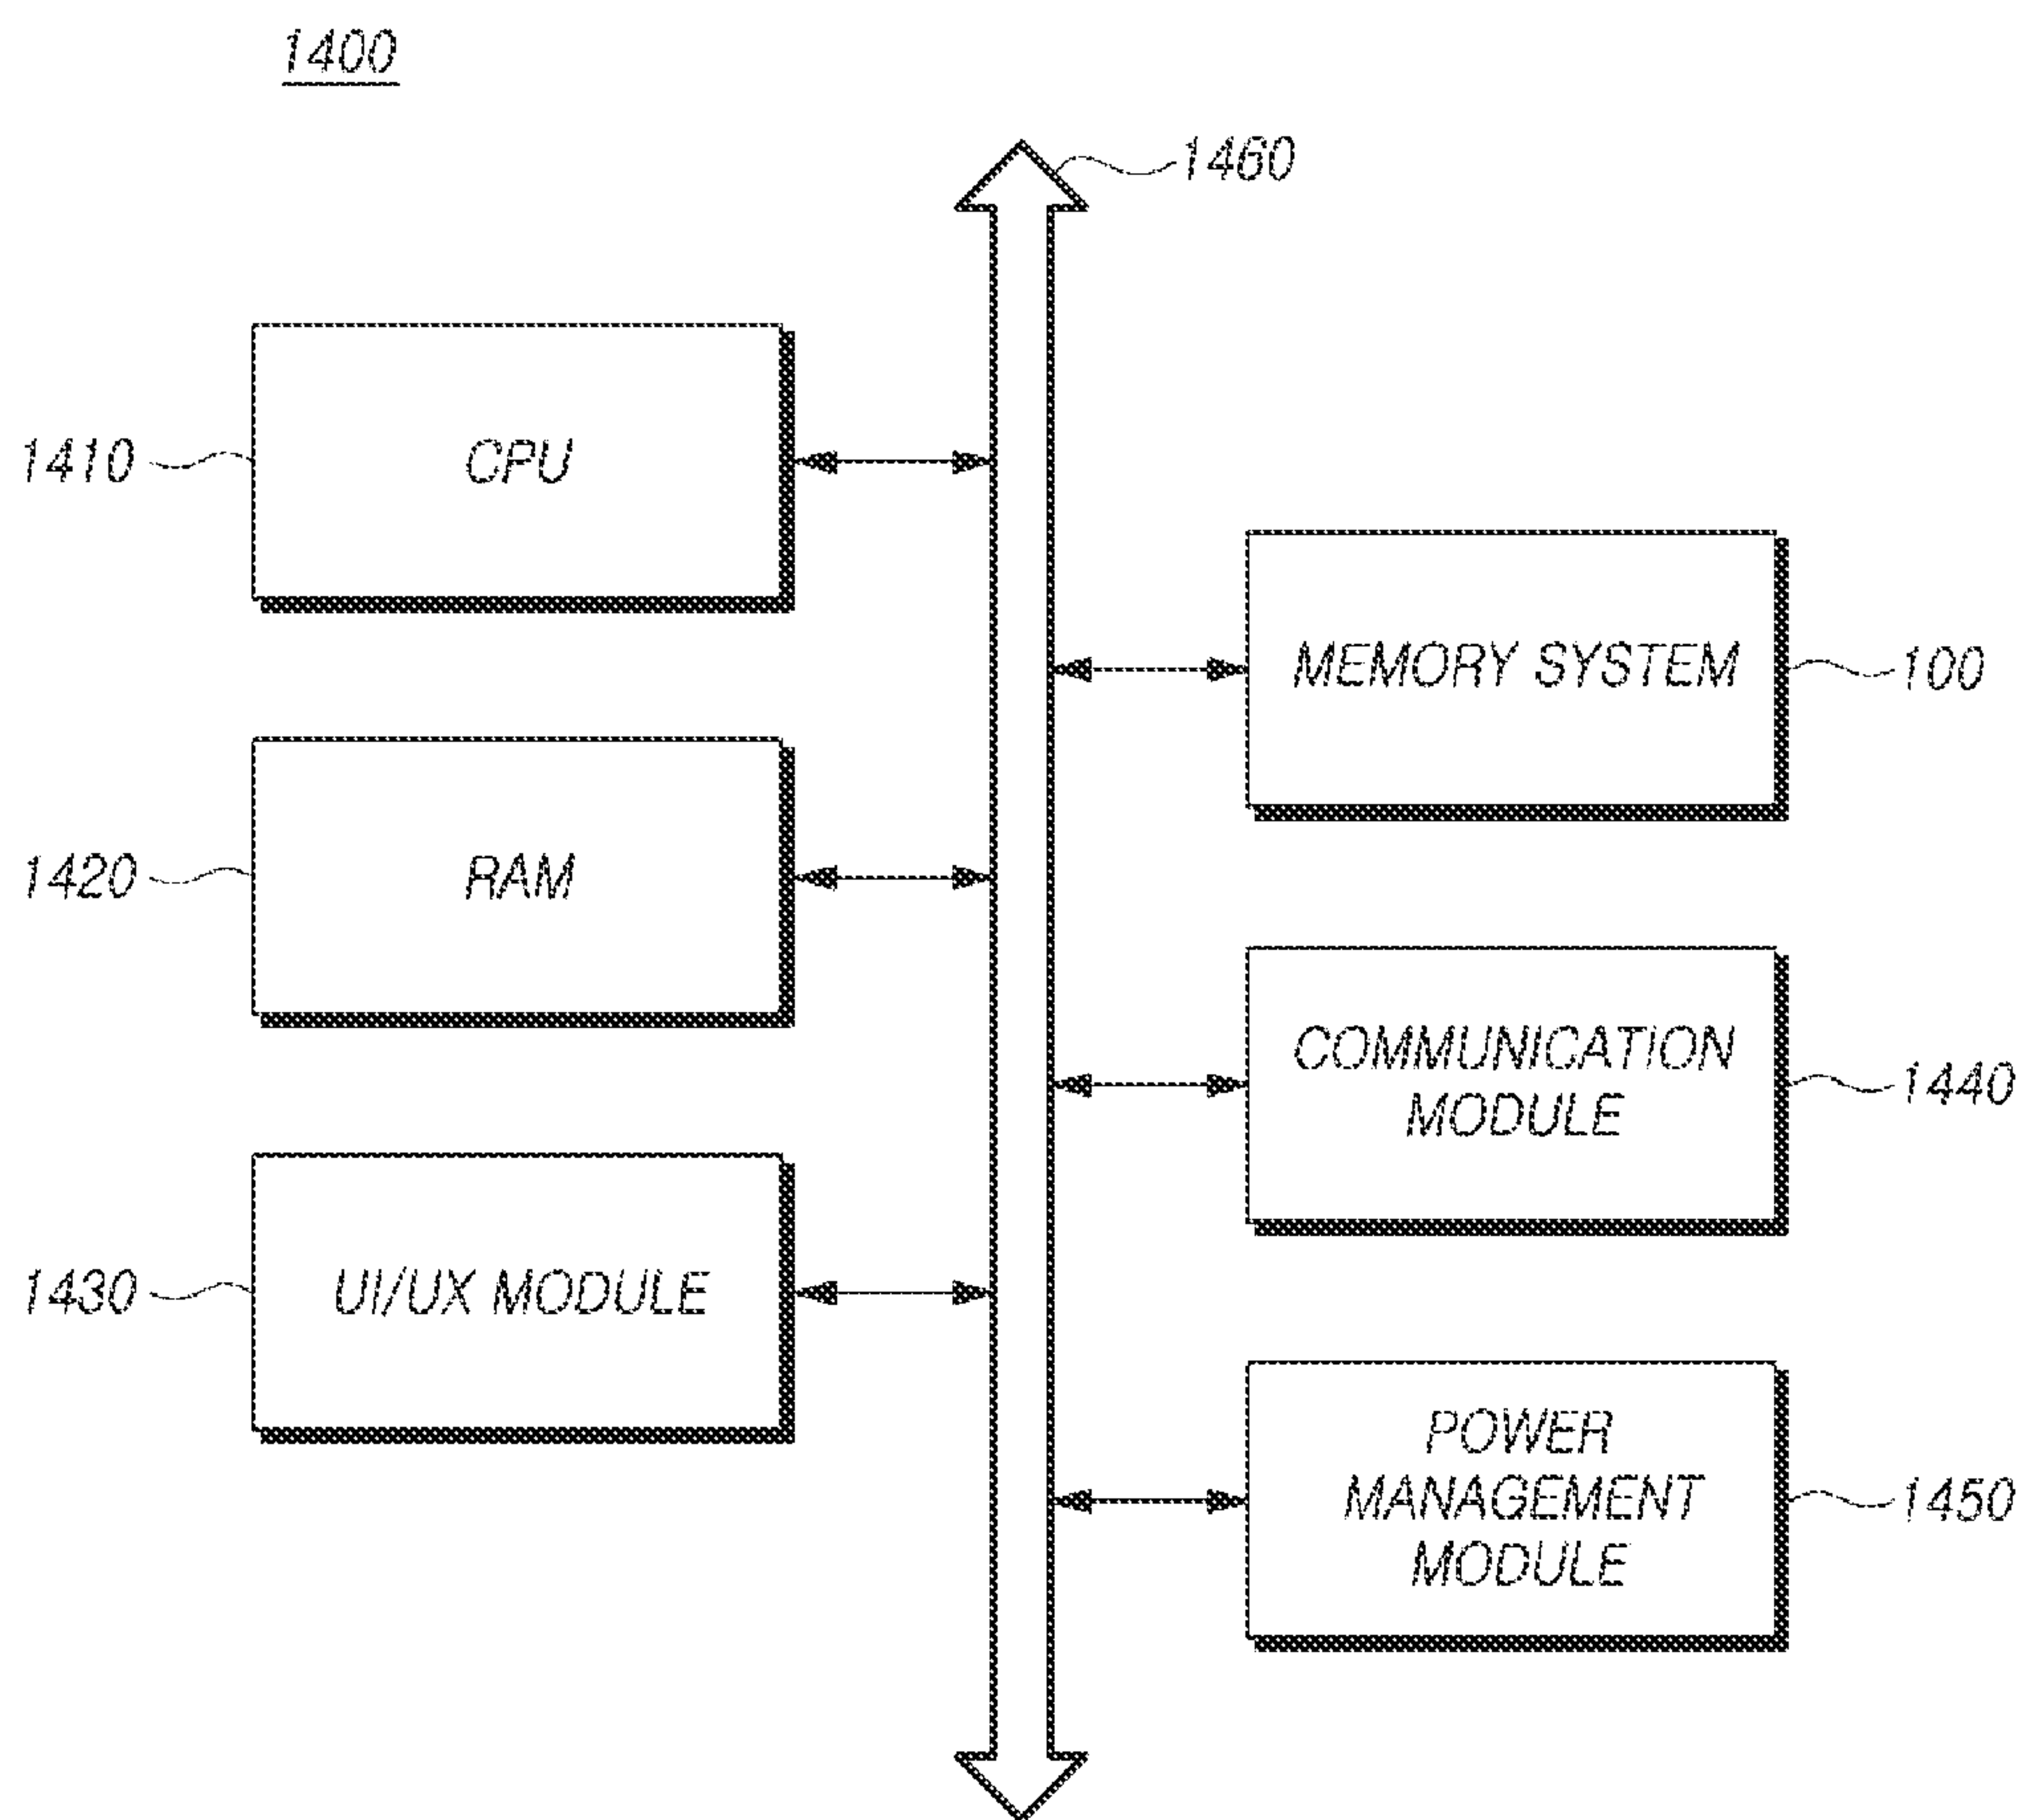 1400
1460
1410
CPU
MEMORY SYSTEM
100
1420
RAM
COMMUNICATION
MODULE
1440
1430
UI/UX MODULE
POWER
MANAGEMENT
MODULE
1450